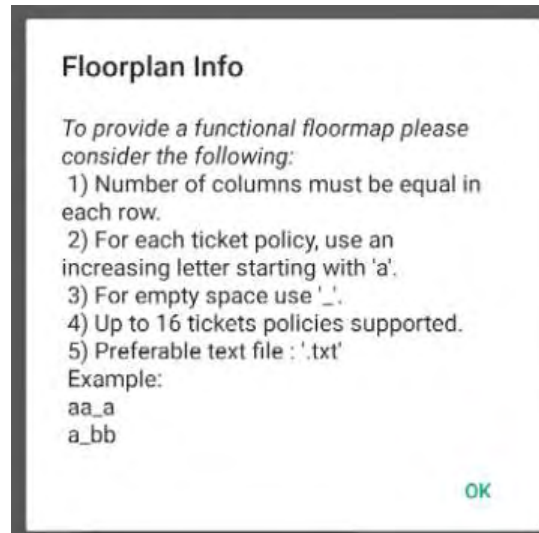 Floorplan Info
To provide a functional floormap please
consider the following:
1) Number of columns must be equal in
each row.
2) For each ticket policy, use an
increasing letter starting with 'a'.
3) For empty space use '_'.
4) Up to 16 tickets policies supported.
5) Preferable text file : '.txt'
Example:
aa_a
a_bb
OK